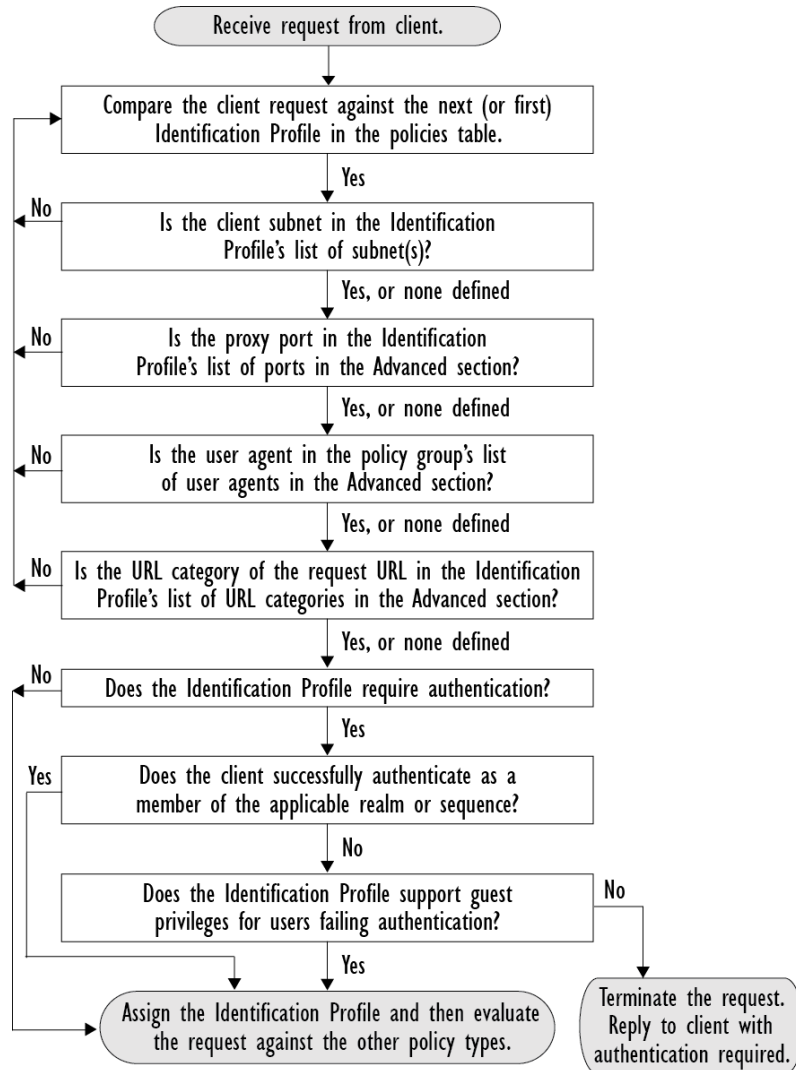 Receive request from client.
Compare the client request against the next (or first)
Identification Profile in the policies table.
Yes
No
Is the client subnet in the Identification
Profile's list of subnet(s)?
Yes, or none defined
No
Is the proxy port in the Identification
Profile's list of ports in the Advanced section?
Yes, or none defined
No
Is the user agent in the policy group's list
of user agents in the Advanced section?
Yes, or none defined
No
Is the URL category of the request URL in the Identification
Profile's list of URL categories in the Advanced section?
Yes, or none defined
No
Does the Identification Profile require authentication?
Yes
Yes
Does the client successfully authenticate as a
member of the applicable realm or sequence?
No
Does the Identification Profile support guest
privileges for users failing authentication?
No
Yes
Assign the Identification Profile and then evaluate
the request against the other policy types.
Terminate the request.
Reply to client with
authentication required.